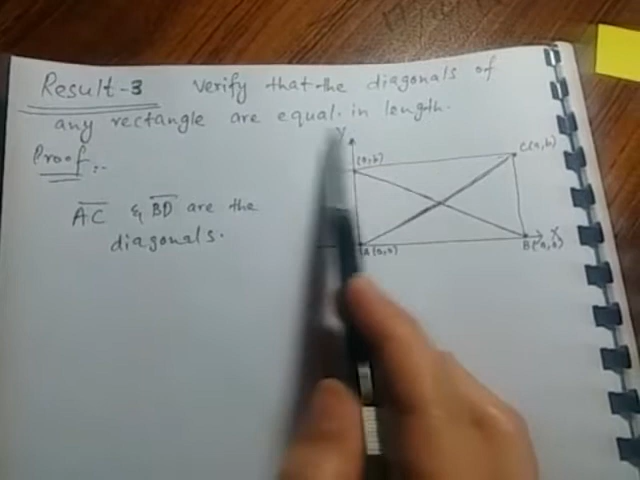 Result-3 Verify that the diagonals of
any rectangle are equal in length.
Proof:-
AC & BD are the
diagonals.
Y
(0,b)
C(a,b)
A(0,0)
B(a,0)
X